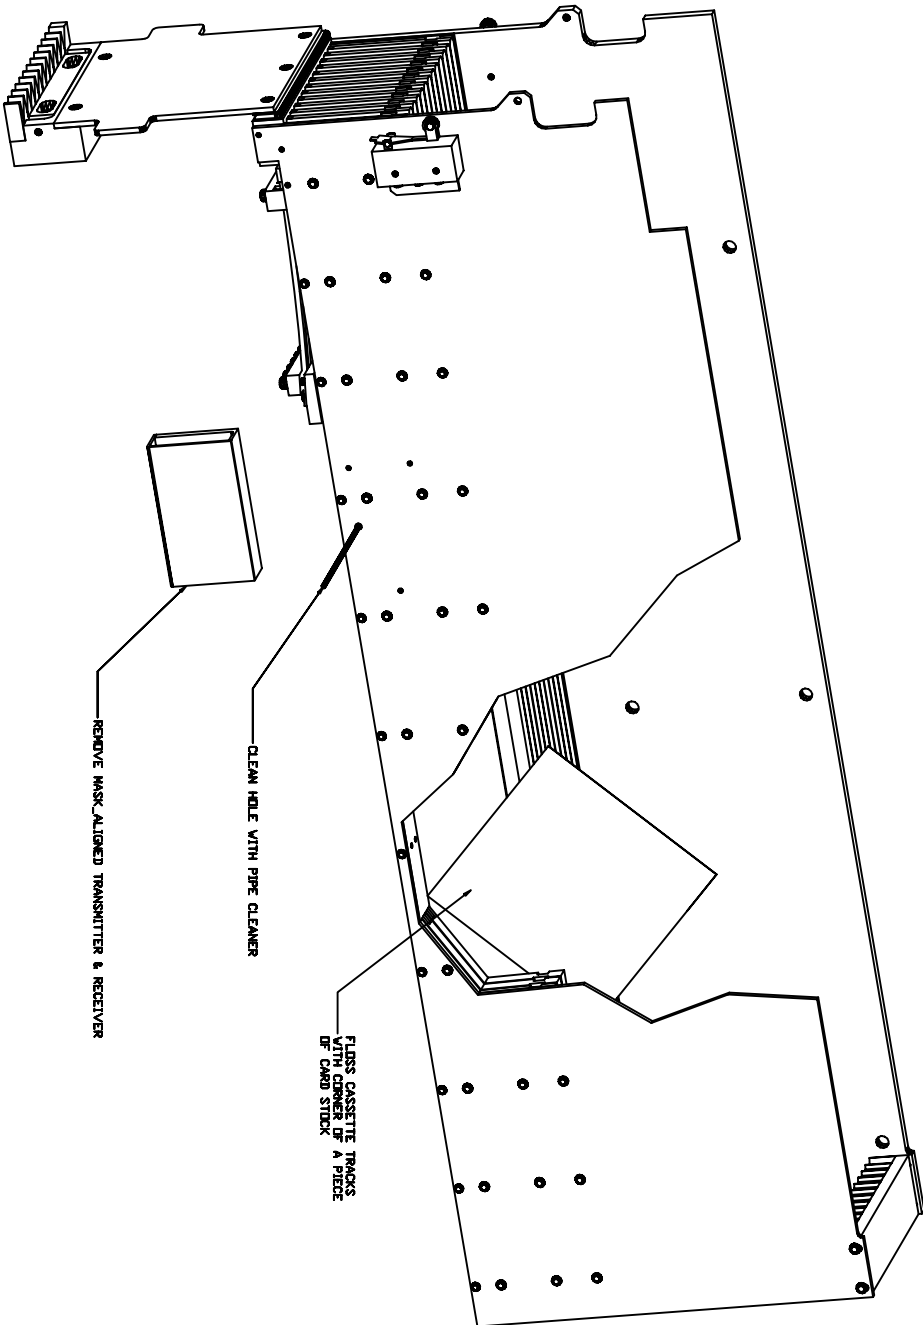 FLOSS CASSETTE TRACKS
WITH CORNER OF A PIECE
OF CARD STOCK
CLEAN HOLE WITH PIPE CLEANER
REMOVE MASK_ALIGNED TRANSMITTER & RECEIVER